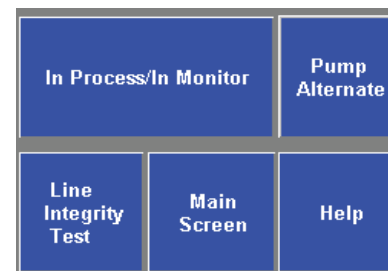 In Process/In Monitor
Pump
Alternate
Line
Integrity
Test
Main
Screen
Help